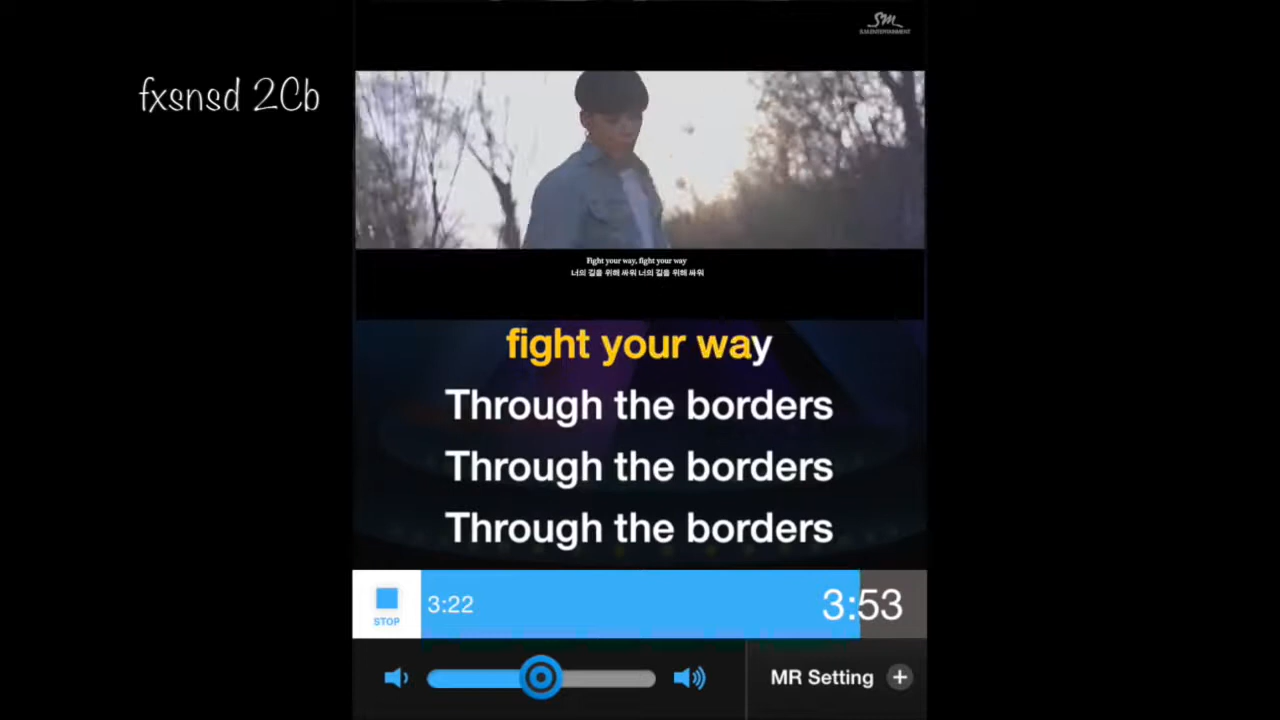 SM
S.M.ENTERTAINMENT
fxsnsd 2Cb
Fight your way, fight your way
너의 길을 위해 싸워 너의 길을 위해 싸워
fight your way
Through the borders
Through the borders
Through the borders
STOP
3:22
3:53
MR Setting